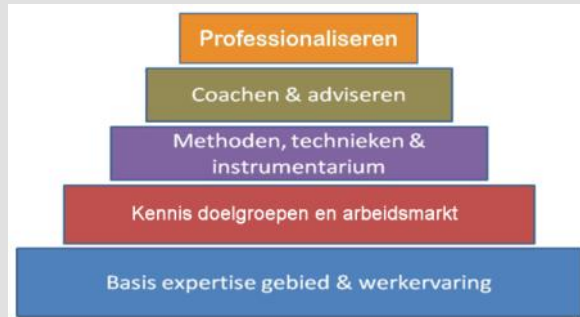 Professionaliseren
Coachen & adviseren
Methoden, technieken &
instrumentarium
Kennis doelgroepen en arbeidsmarkt
Basis expertise gebied & werkervaring